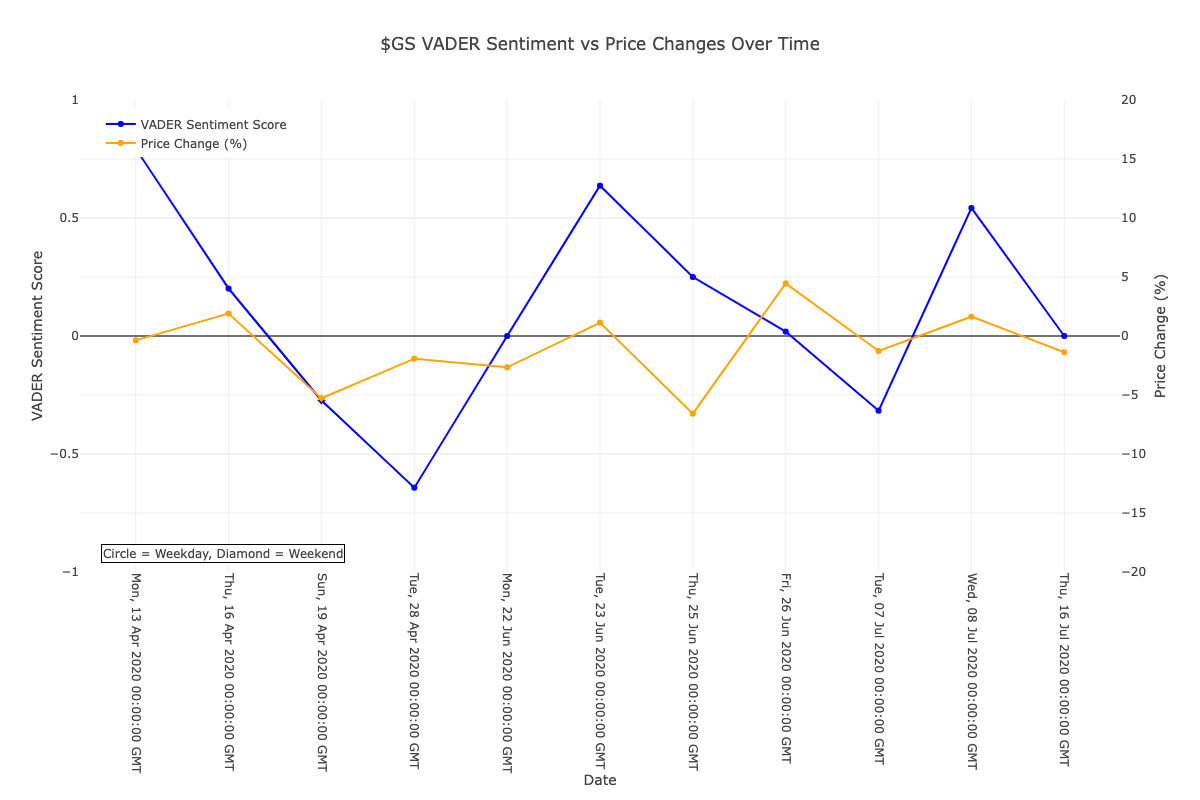 $GS VADER Sentiment vs Price Changes Over Time
VADER Sentiment Score
Price Change (%)
1
0.5
0
−0.5
−1
VADER Sentiment Score
20
15
10
5
0
−5
−10
−15
−20
Price Change (%)
Circle = Weekday, Diamond = Weekend
Mon, 13 Apr 2020 00:00:00 GMT
Thu, 16 Apr 2020 00:00:00 GMT
Sun, 19 Apr 2020 00:00:00 GMT
Tue, 28 Apr 2020 00:00:00 GMT
Mon, 22 Jun 2020 00:00:00 GMT
Tue, 23 Jun 2020 00:00:00 GMT
Thu, 25 Jun 2020 00:00:00 GMT
Fri, 26 Jun 2020 00:00:00 GMT
Tue, 07 Jul 2020 00:00:00 GMT
Wed, 08 Jul 2020 00:00:00 GMT
Thu, 16 Jul 2020 00:00:00 GMT
Date